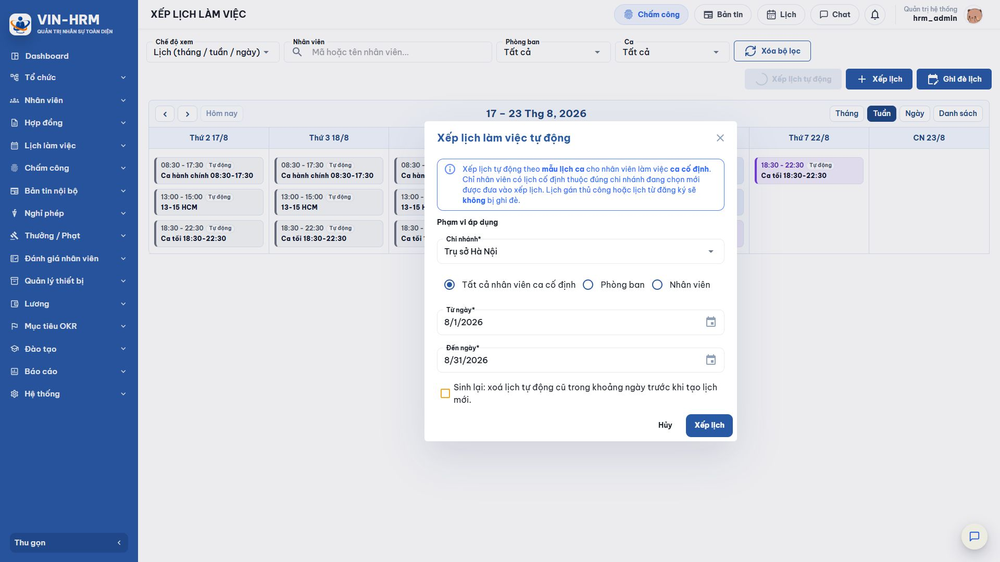 VIN-HRM
QUẢN TRỊ NHÂN SỰ TOÀN DIỆN
Dashboard
Tổ chức
Nhân viên
Hợp đồng
Lịch làm việc
Chấm công
Bản tin nội bộ
Nghỉ phép
Thưởng / Phạt
Đánh giá nhân viên
Quản lý thiết bị
Lương
Mục tiêu OKR
Đào tạo
Báo cáo
Hệ thống
Thu gọn
XẾP LỊCH LÀM VIỆC
Chấm công
Bản tin
Lịch
Chat
Quản trị hệ thống
hrm_admin
Chế độ xem
Lịch (tháng / tuần / ngày)
Nhân viên
Mã hoặc tên nhân viên...
Phòng ban
Tất cả
Ca
Tất cả
Xóa bộ lọc
Xếp lịch tự động
Xếp lịch
Ghi đè lịch
Hôm nay
17 – 23 Thg 8, 2026
Tháng
Tuần
Ngày
Danh sách
Thứ 2 17/8
Thứ 3 18/8
Thứ 7 22/8
CN 23/8
08:30 - 17:30 Tự động
Ca hành chính 08:30-17:30
13:00 - 15:00 Tự động
13-15 HCM
18:30 - 22:30 Tự động
Ca tối 18:30-22:30
08:30 - 17:30 Tự động
Ca hành chính 08:30-17:30
13:00 - 15:00 Tự động
13-15 HCM
18:30 - 22:30 Tự động
Ca tối 18:30-22:30
08:30 -
Ca hàn
13:00 -
13-15 H
18:30 -
Ca tối
18:30 - 22:30 Tự động
Ca tối 18:30-22:30
Xếp lịch làm việc tự động
Xếp lịch tự động theo mẫu lịch ca cho nhân viên làm việc ca cố định.
Chỉ nhân viên có lịch cố định thuộc đúng chi nhánh đang chọn mới
được đưa vào xếp lịch. Lịch gán thủ công hoặc lịch từ đăng ký sẽ
không bị ghi đè.
Phạm vi áp dụng
Chi nhánh*
Trụ sở Hà Nội
Tất cả nhân viên ca cố định
Phòng ban
Nhân viên
Từ ngày*
8/1/2026
Đến ngày*
8/31/2026
Sinh lại: xoá lịch tự động cũ trong khoảng ngày trước khi tạo lịch
mới.
Hủy
Xếp lịch